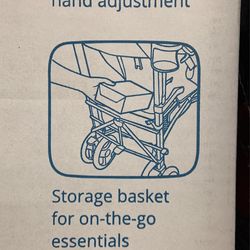 hand adjustment
Storage basket
for on-the-go
essentials